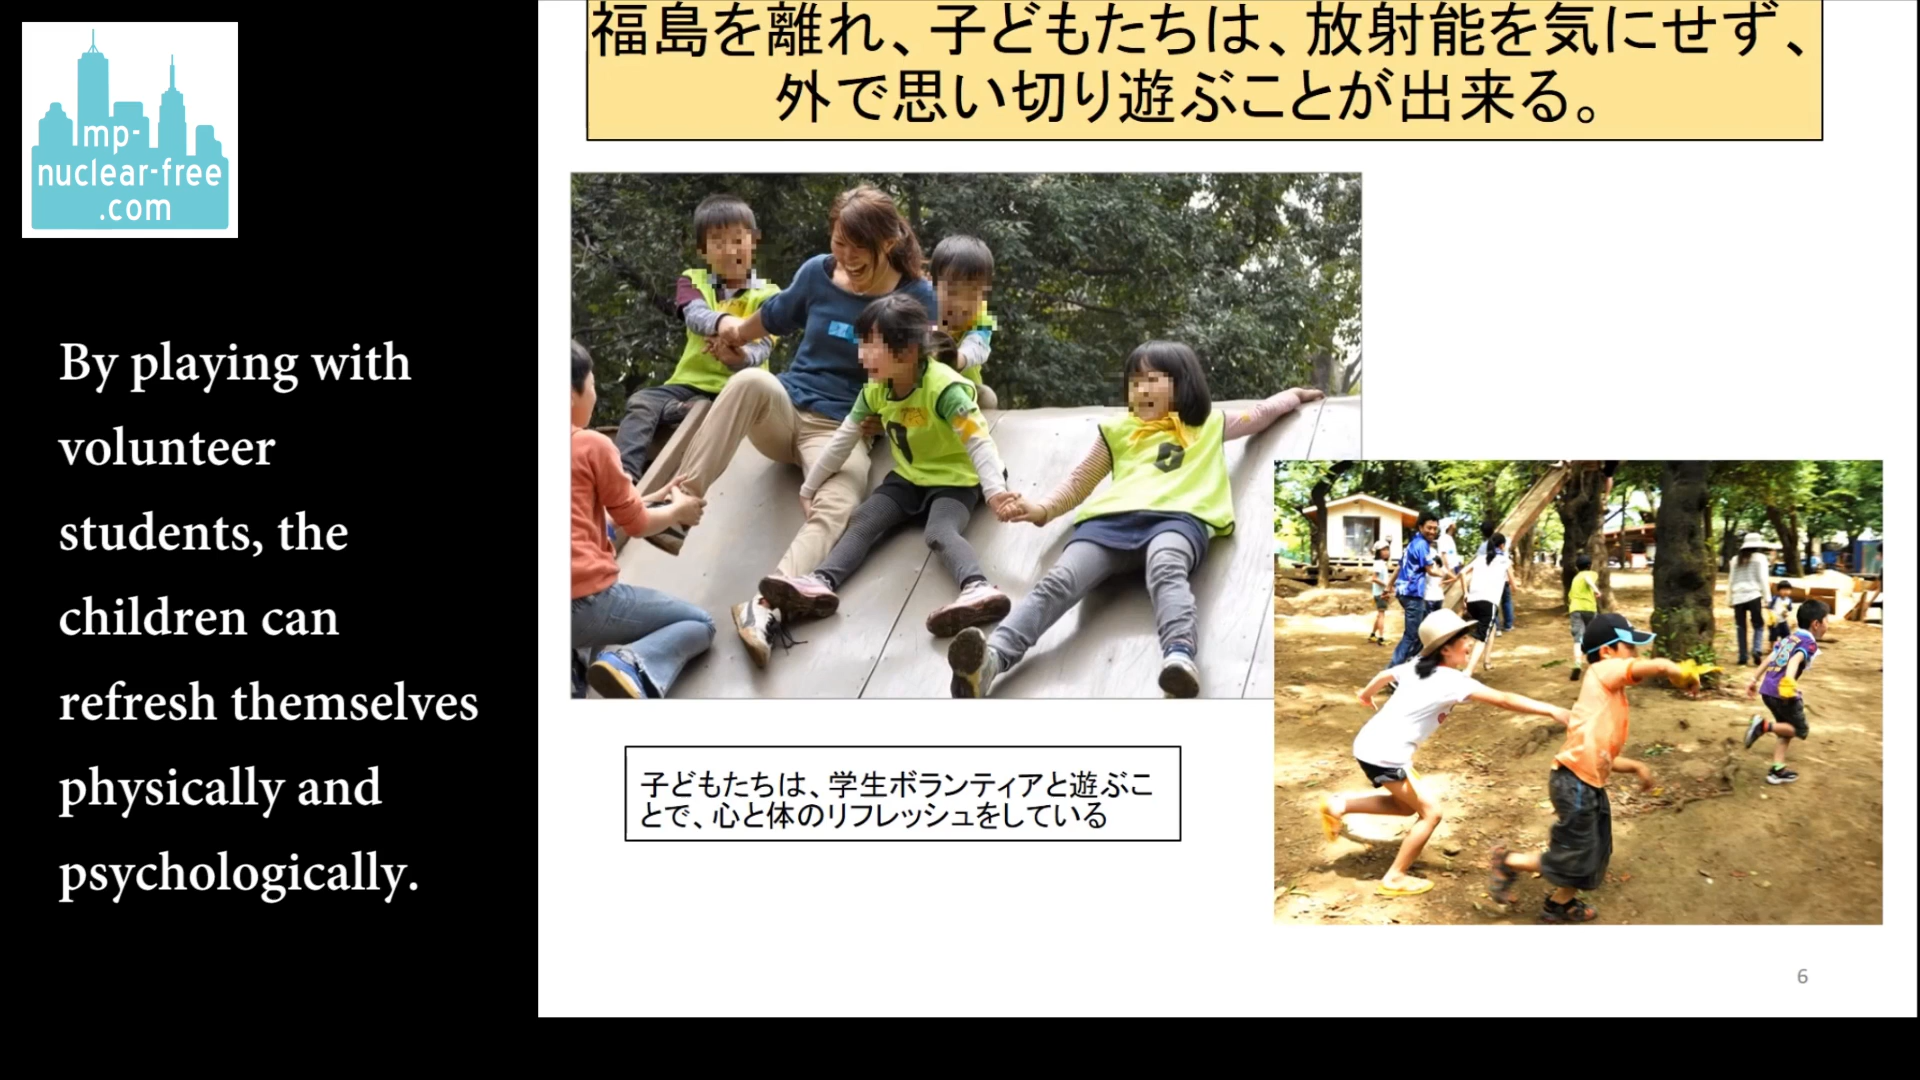 mp-
nuclear-free
.com
By playing with
volunteer
students, the
children can
refresh themselves
physically and
psychologically.
福島を離れ、子どもたちは、放射能を気にせず、
外で思い切り遊ぶことが出来る。
子どもたちは、学生ボランティアと遊ぶこ
とで、心と体のリフレッシュをしている
6